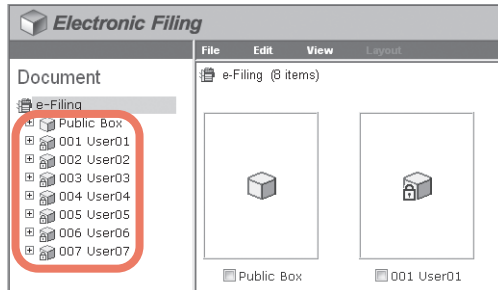 Electronic Filing
File Edit View Layout
Document
e-Filing
Public Box
001 User01
002 User02
003 User03
004 User04
005 User05
006 User06
007 User07
e-Filing (8 items)
Public Box 001 User01